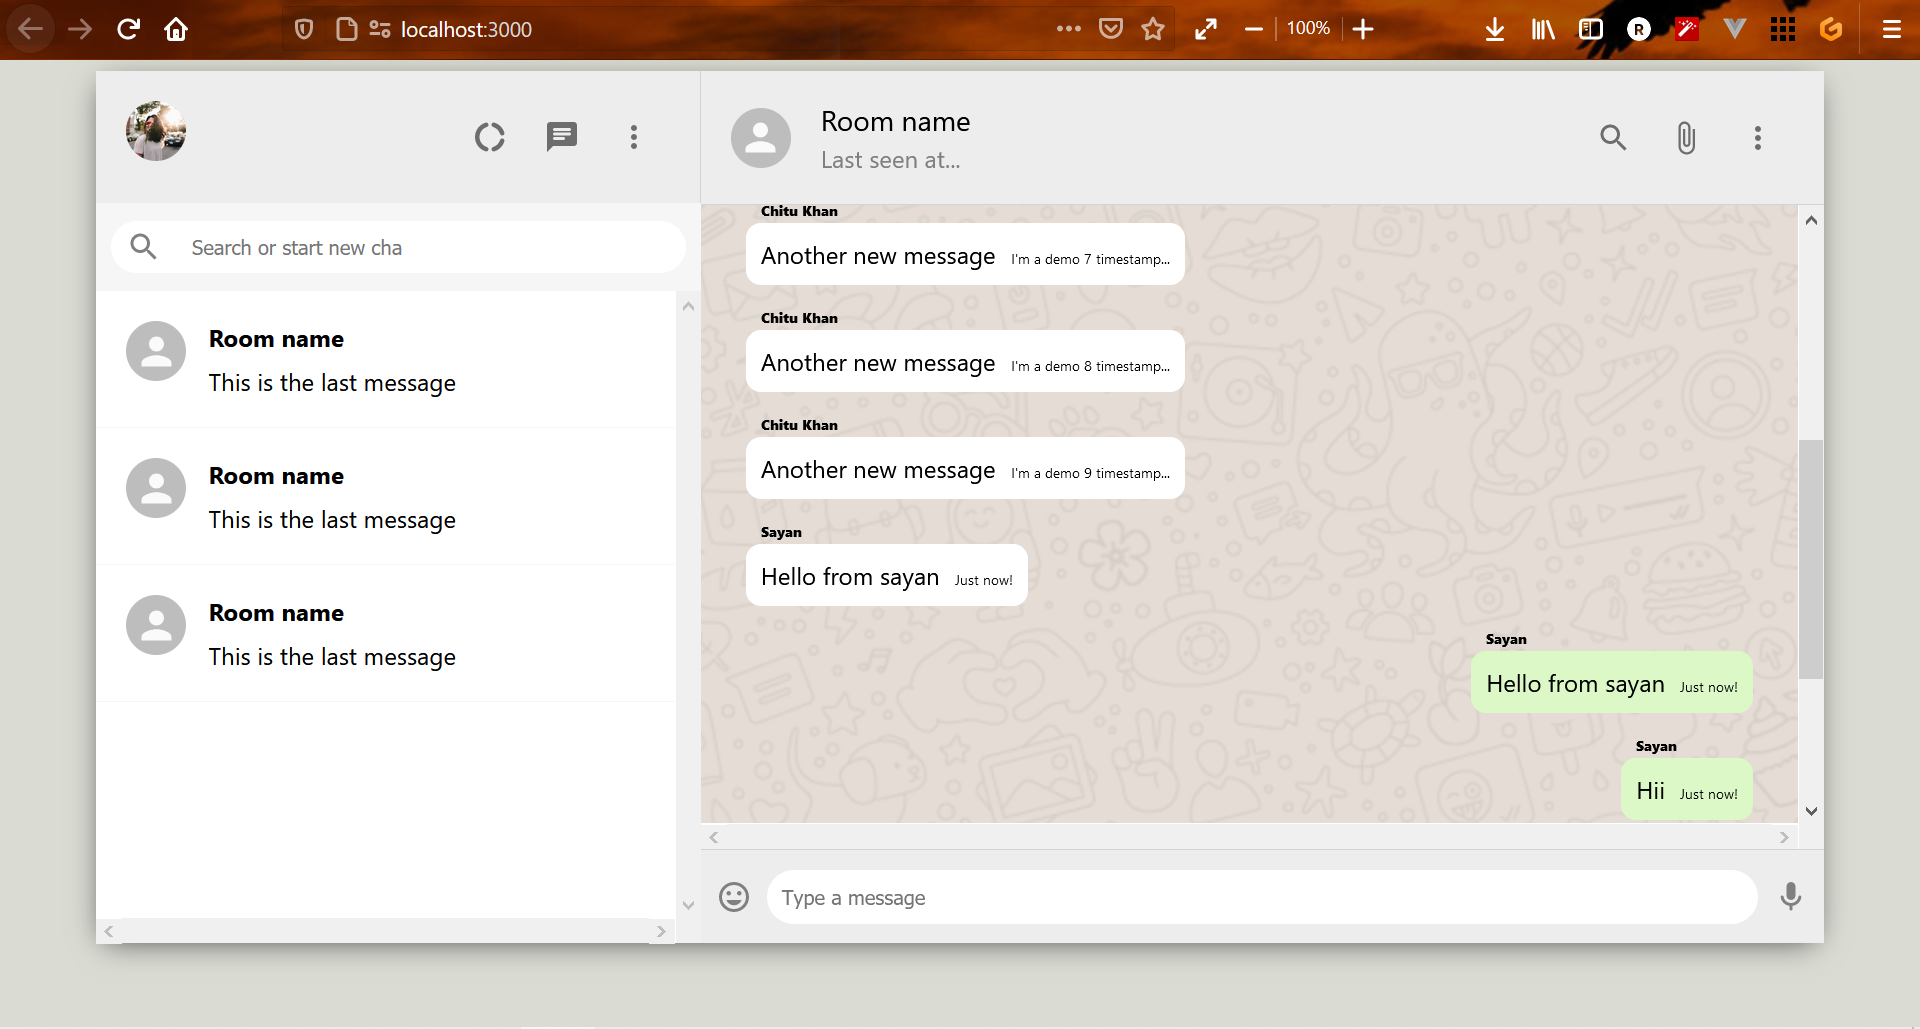 localhost:3000
100%
R
Search or start new cha
Room name
This is the last message
Room name
This is the last message
Room name
This is the last message
Room name
Last seen at...
Chitu Khan
Another new message I'm a demo 7 timestamp...
Chitu Khan
Another new message I'm a demo 8 timestamp...
Chitu Khan
Another new message I'm a demo 9 timestamp...
Sayan
Hello from sayan Just now!
Sayan
Hello from sayan Just now!
Sayan
Hii Just now!
Type a message